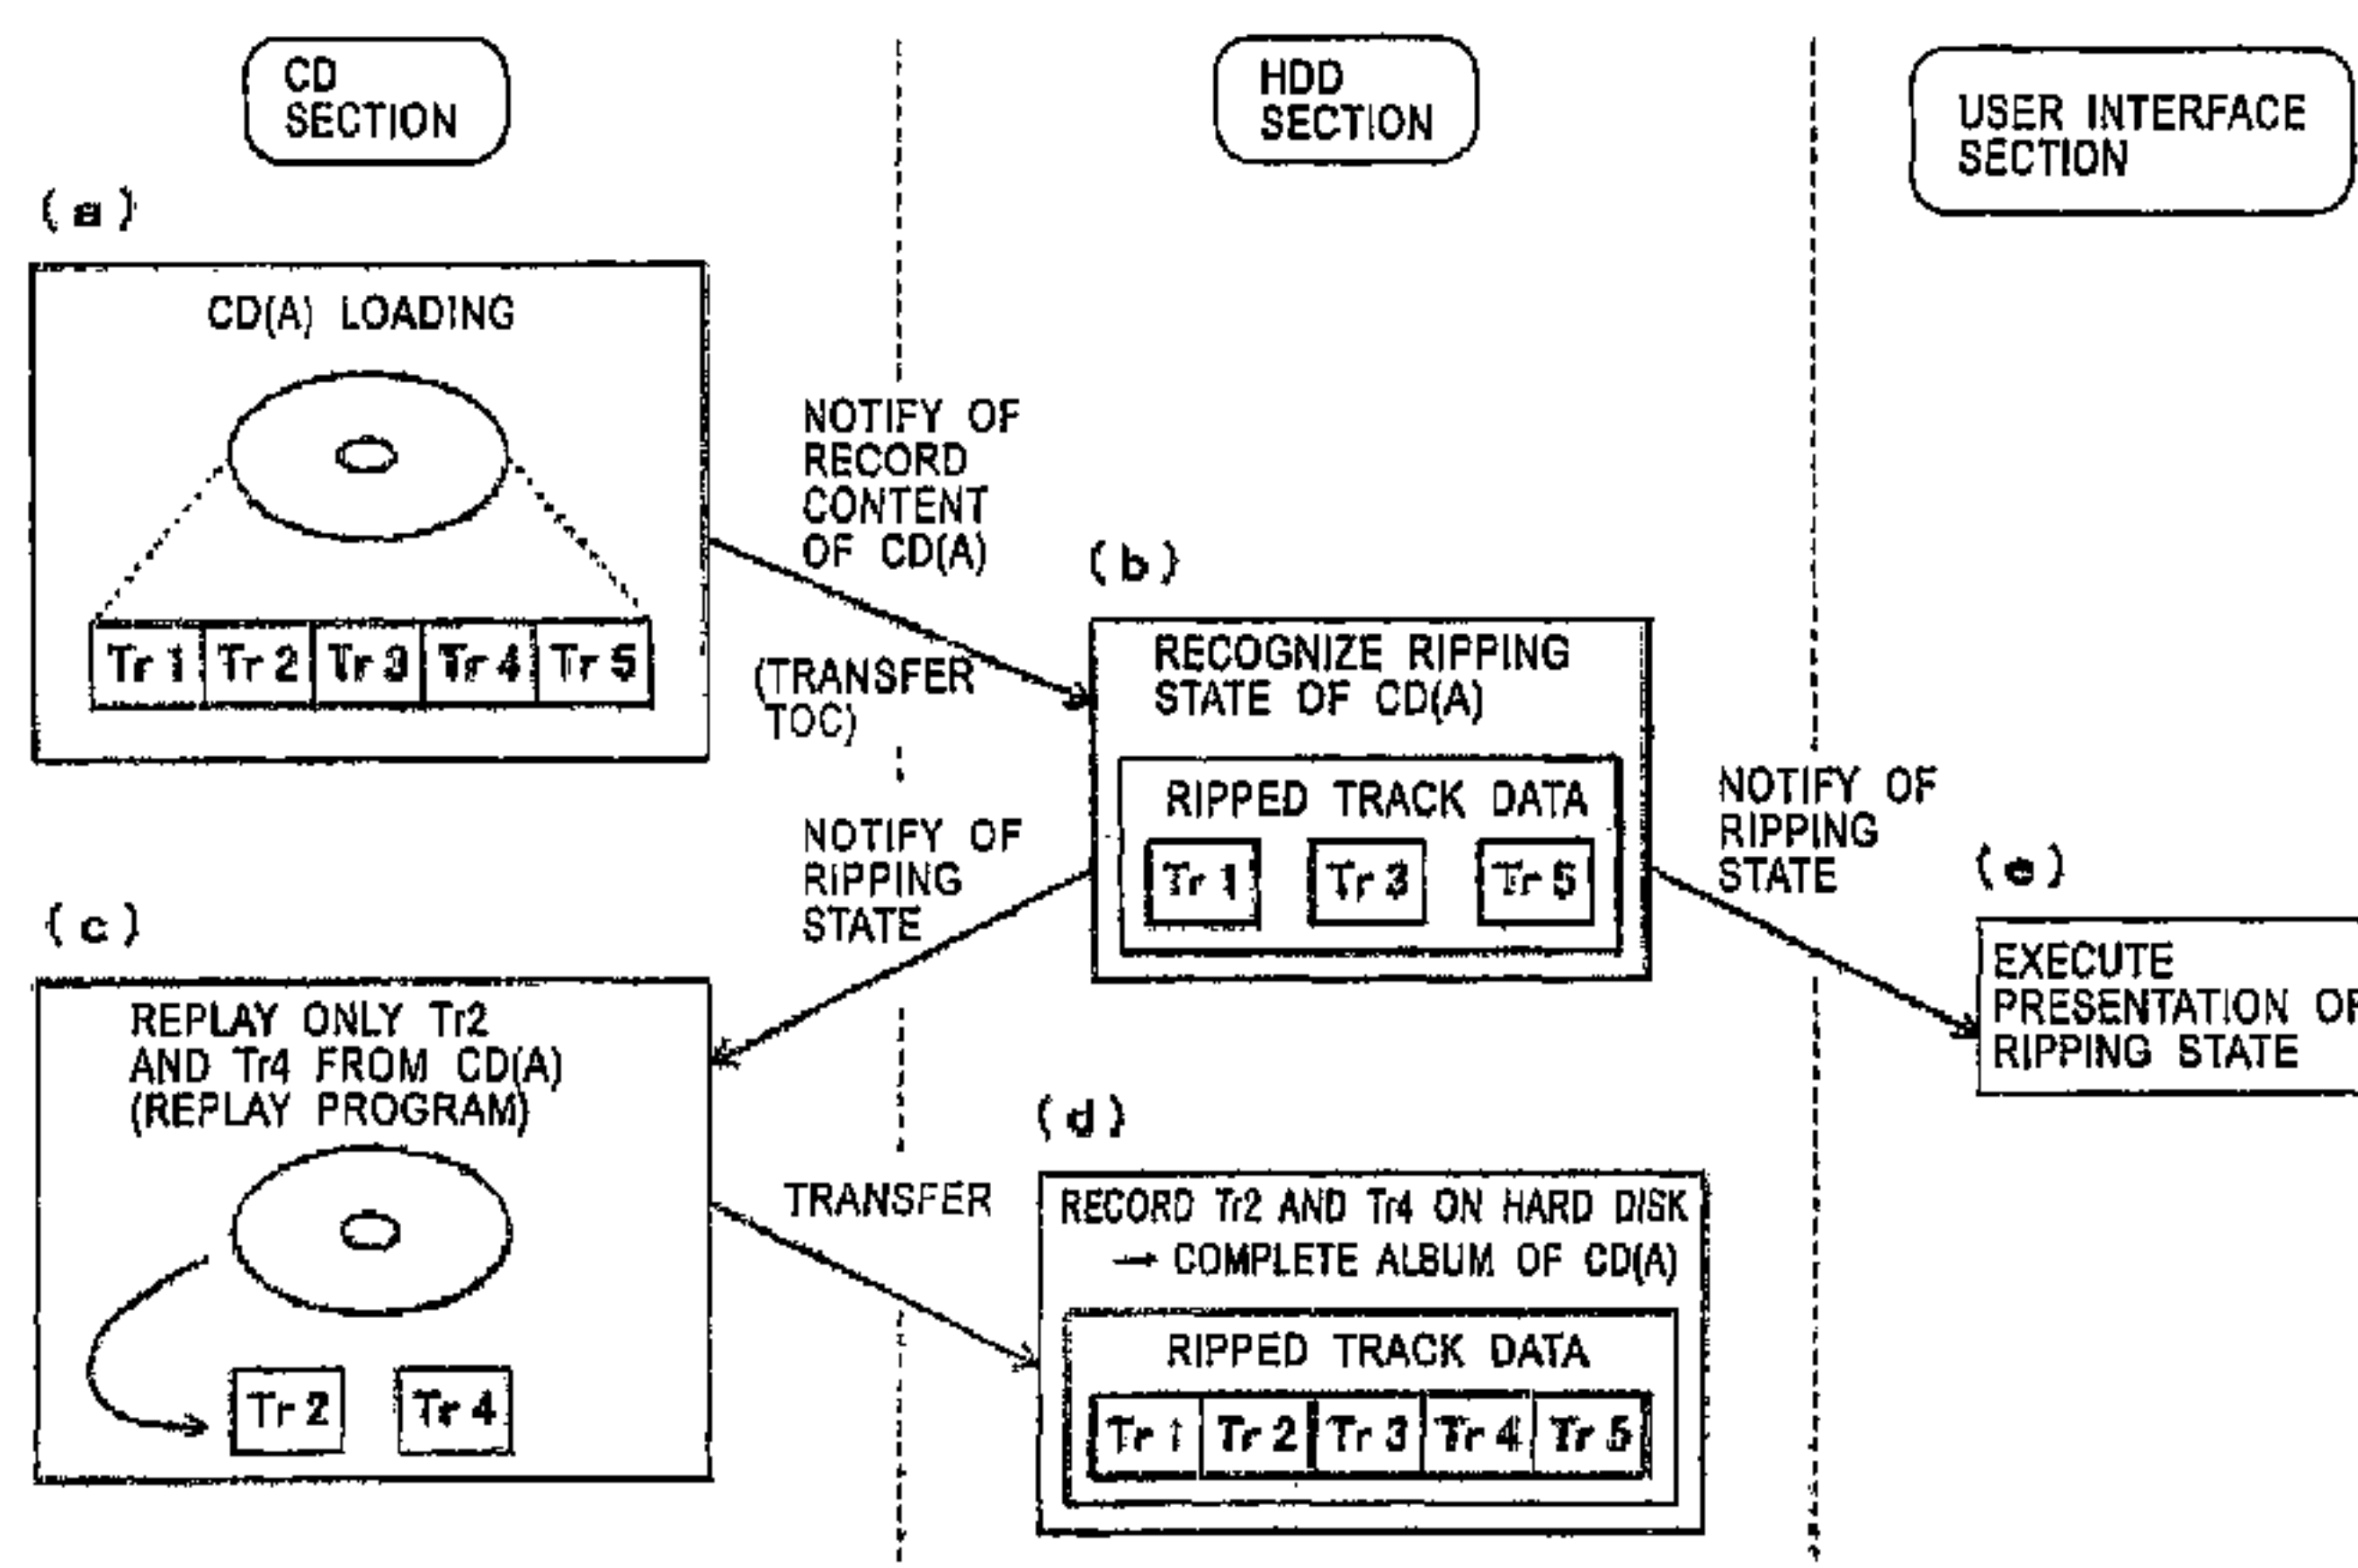 CD
SECTION
HDD
SECTION
USER INTERFACE
SECTION
(a)
CD(A) LOADING
Tr 1 Tr 2 Tr 3 Tr 4 Tr 5
NOTIFY OF
RECORD
CONTENT
OF CD(A)
(TRANSFER
TOC)
(b)
RECOGNIZE RIPPING
STATE OF CD(A)
RIPPED TRACK DATA
Tr 1 Tr 3 Tr 5
NOTIFY OF
RIPPING
STATE
NOTIFY OF
RIPPING
STATE
(c)
REPLAY ONLY Tr2
AND Tr4 FROM CD(A)
(REPLAY PROGRAM)
Tr 2 Tr 4
TRANSFER
(d)
RECORD Tr2 AND Tr4 ON HARD DISK
→ COMPLETE ALBUM OF CD(A)
RIPPED TRACK DATA
Tr 1 Tr 2 Tr 3 Tr 4 Tr 5
(e)
EXECUTE
PRESENTATION OF
RIPPING STATE